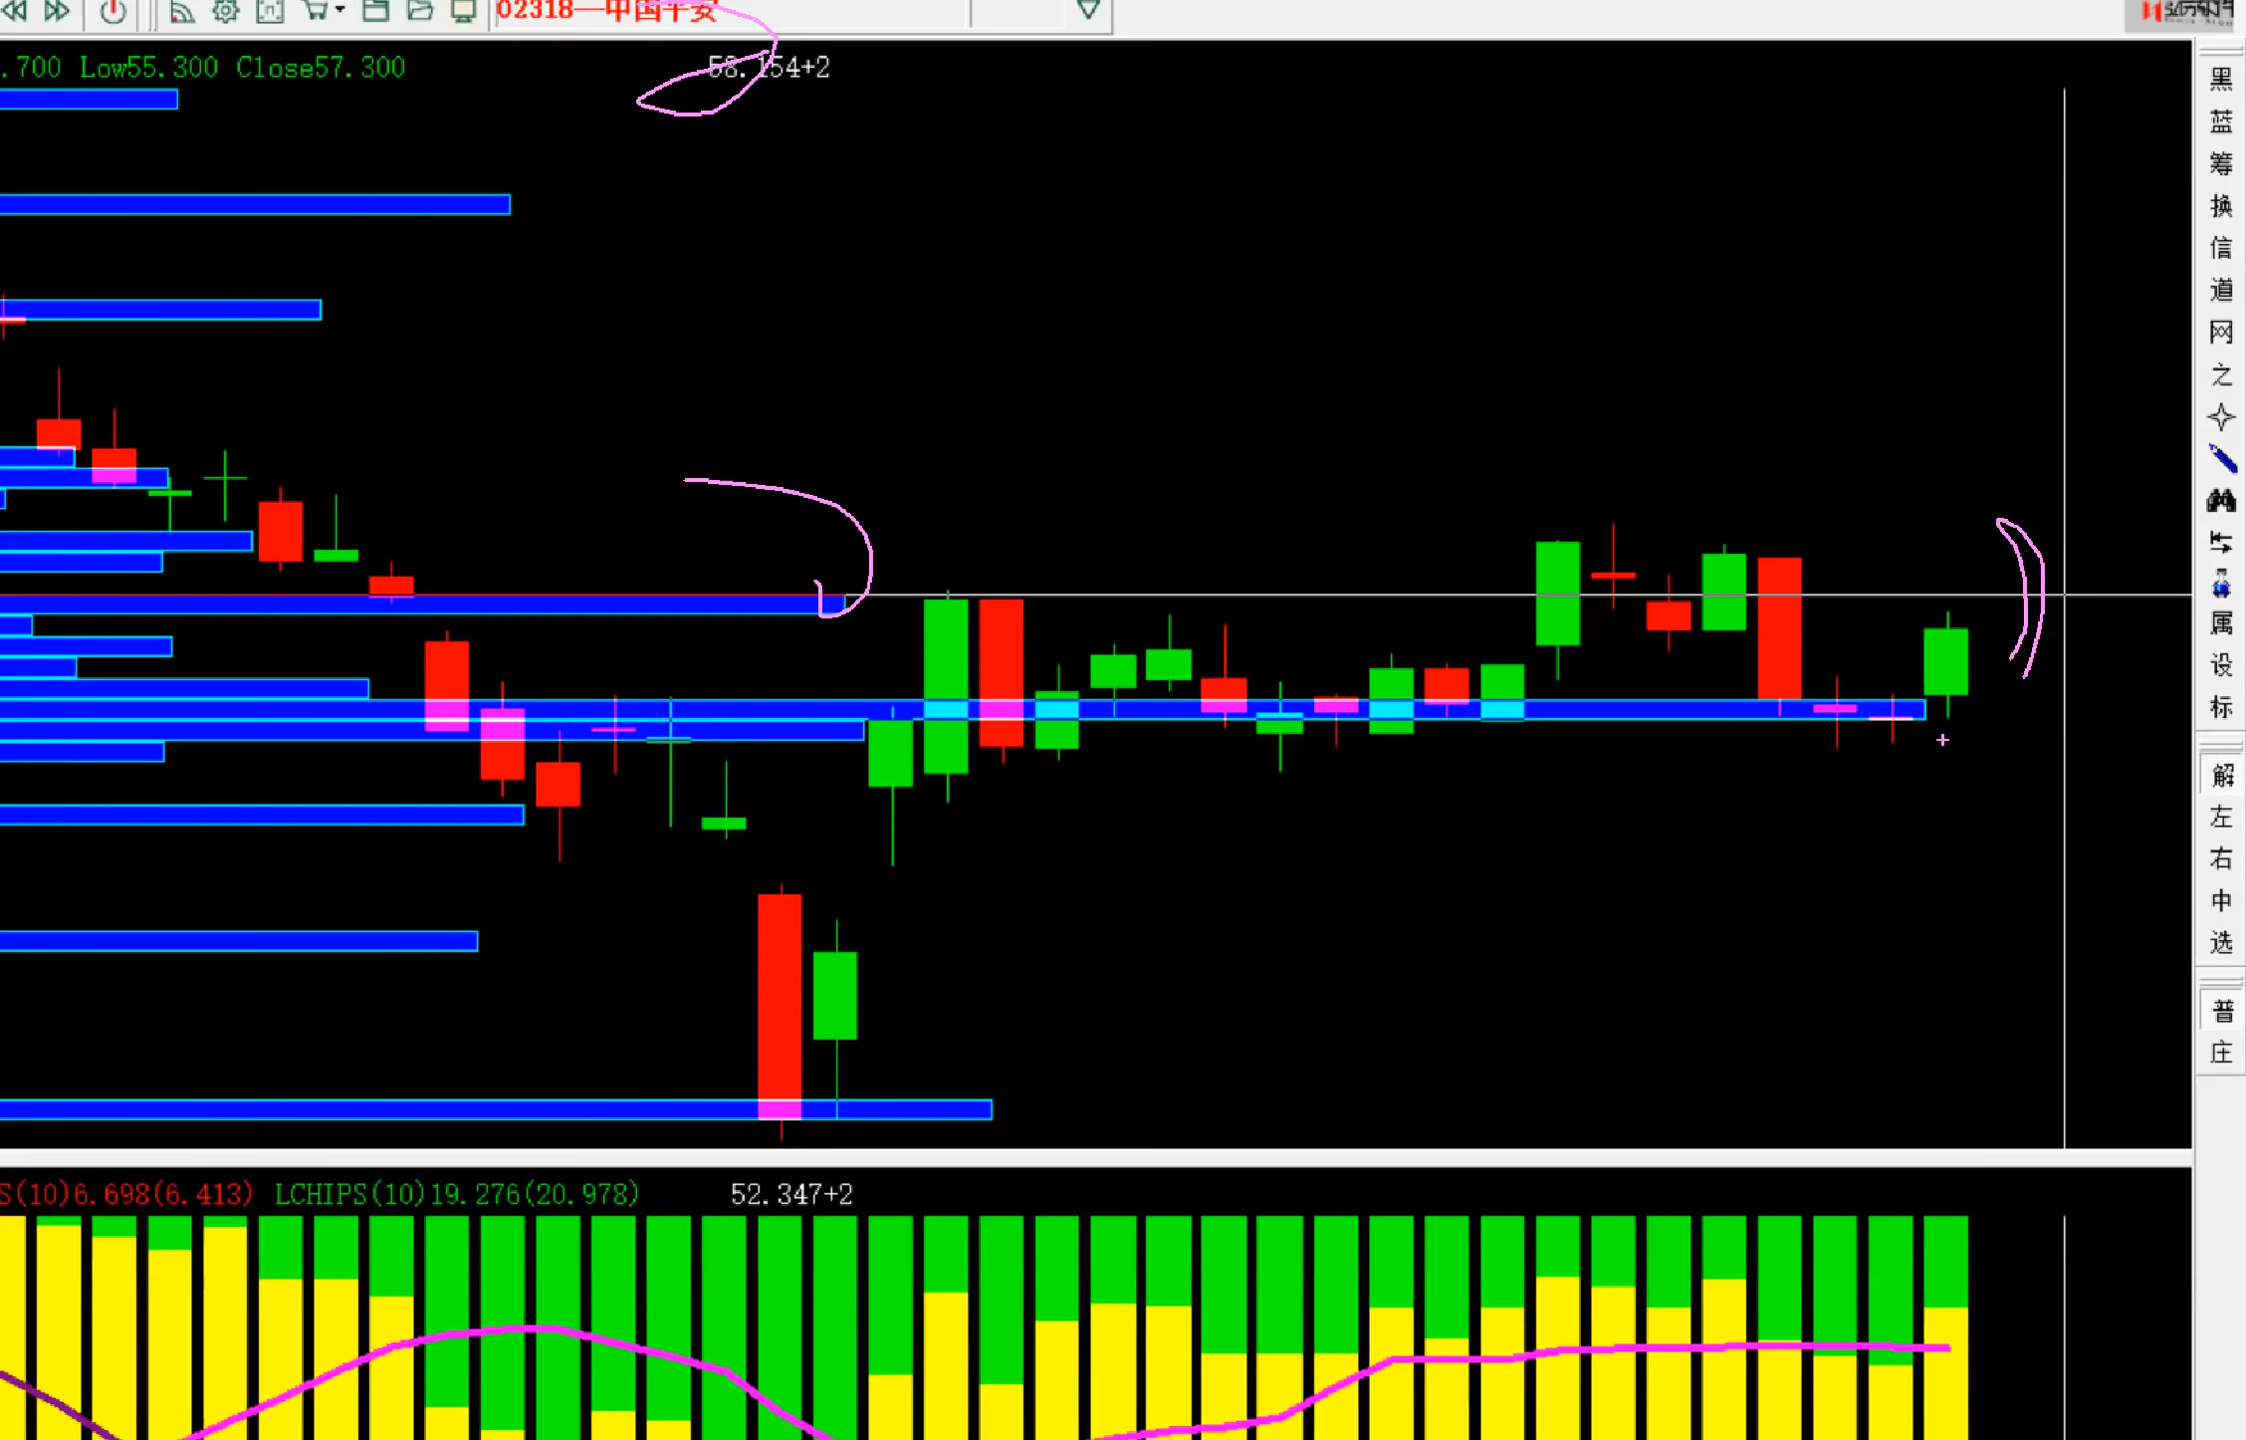 02318—中国平安
.700 Low55.300 Close57.300
58.154+2
黑
蓝
筹
换
信
道
网
之
属
设
标
解
左
右
中
选
普
庄
S(10)6.698(6.413) LCHIPS(10)19.276(20.978)
52.347+2